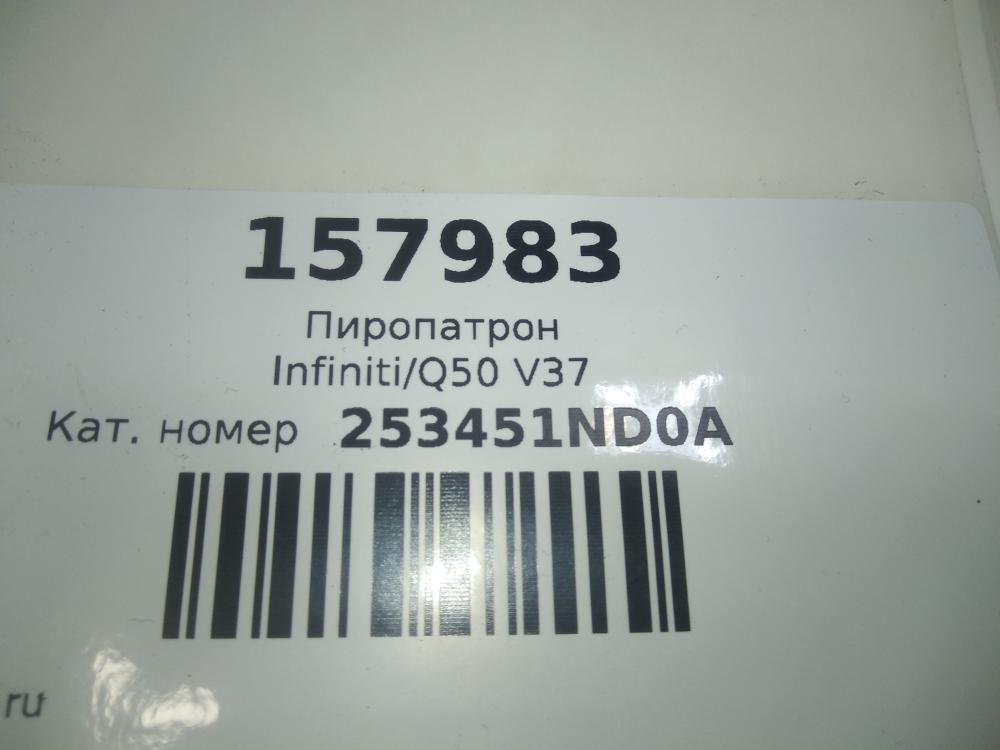 157983
Пиропатрон
Infiniti/Q50 V37
Кат. номер 253451ND0A
ru